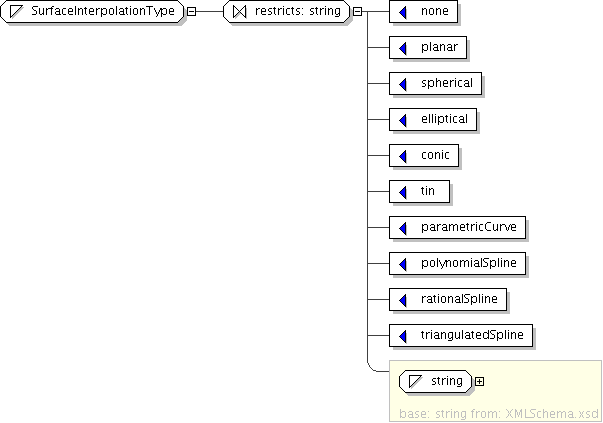 SurfaceInterpolationType restricts: string none
planar
spherical
elliptical
conic
tin
parametricCurve
polynomialSpline
rationalSpline
triangulatedSpline
string
base: string from: XMLSchema.xsd